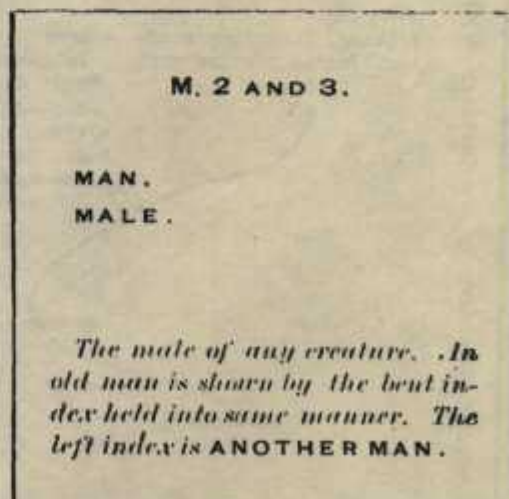 M. 2 AND 3.
MAN.
MALE.
The male of any creature. .In
old man is shown by the bent in-
dex held into same manner. The
left index is ANOTHER MAN.